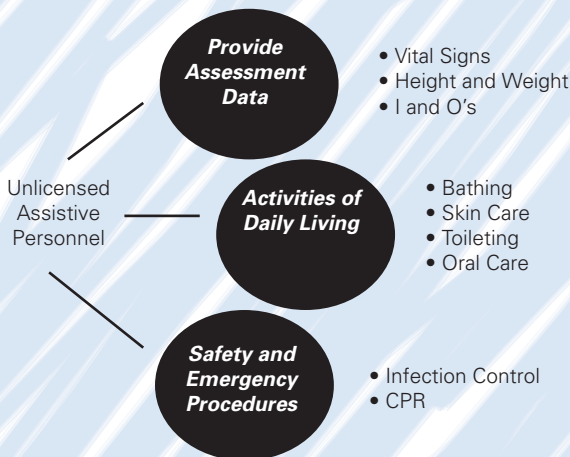 Unlicensed
Assistive
Personnel
Provide
Assessment
Data
• Vital Signs
• Height and Weight
• I and O's
Activities of
Daily Living
• Bathing
• Skin Care
• Toileting
• Oral Care
Safety and
Emergency
Procedures
• Infection Control
• CPR